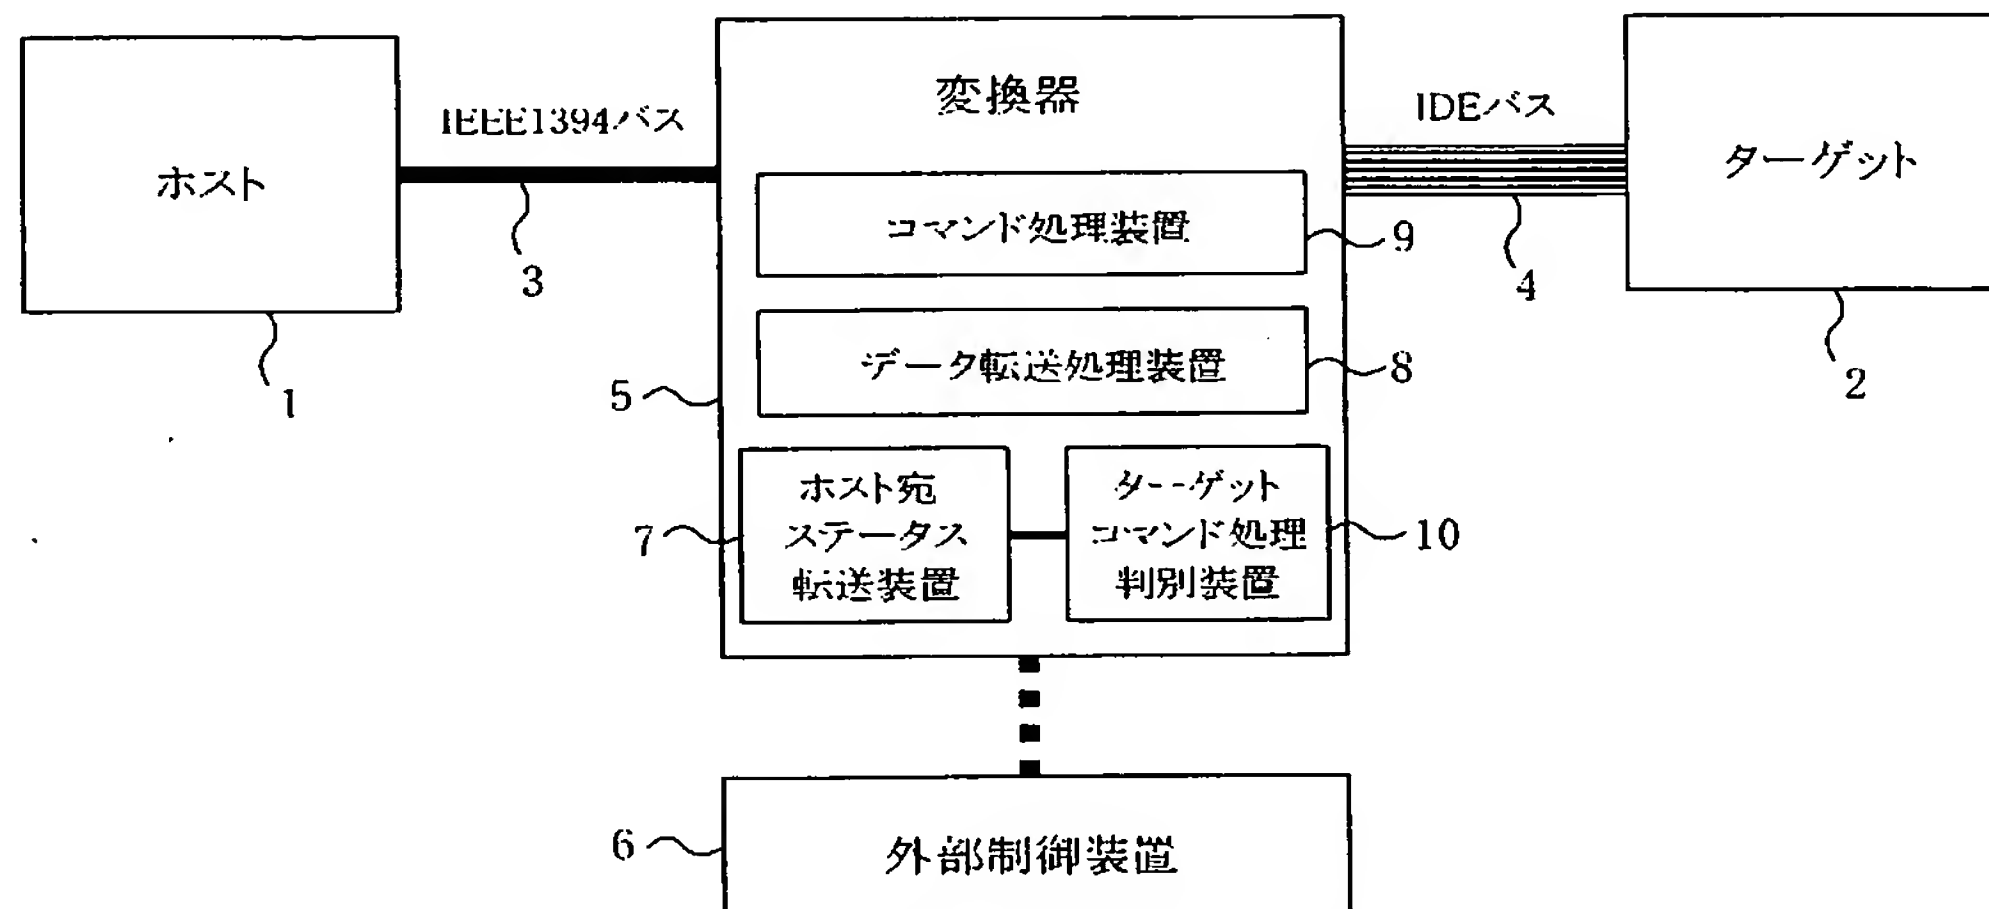 変換器
IEEE1394バス
IDEバス
ホスト
ターゲット
コマンド処理装置
9
3
4
1
2
データ転送処理装置
8
5
ホスト宛
ステータス
転送装置
7
ターゲット
コマンド処理
判別装置
10
6
外部制御装置